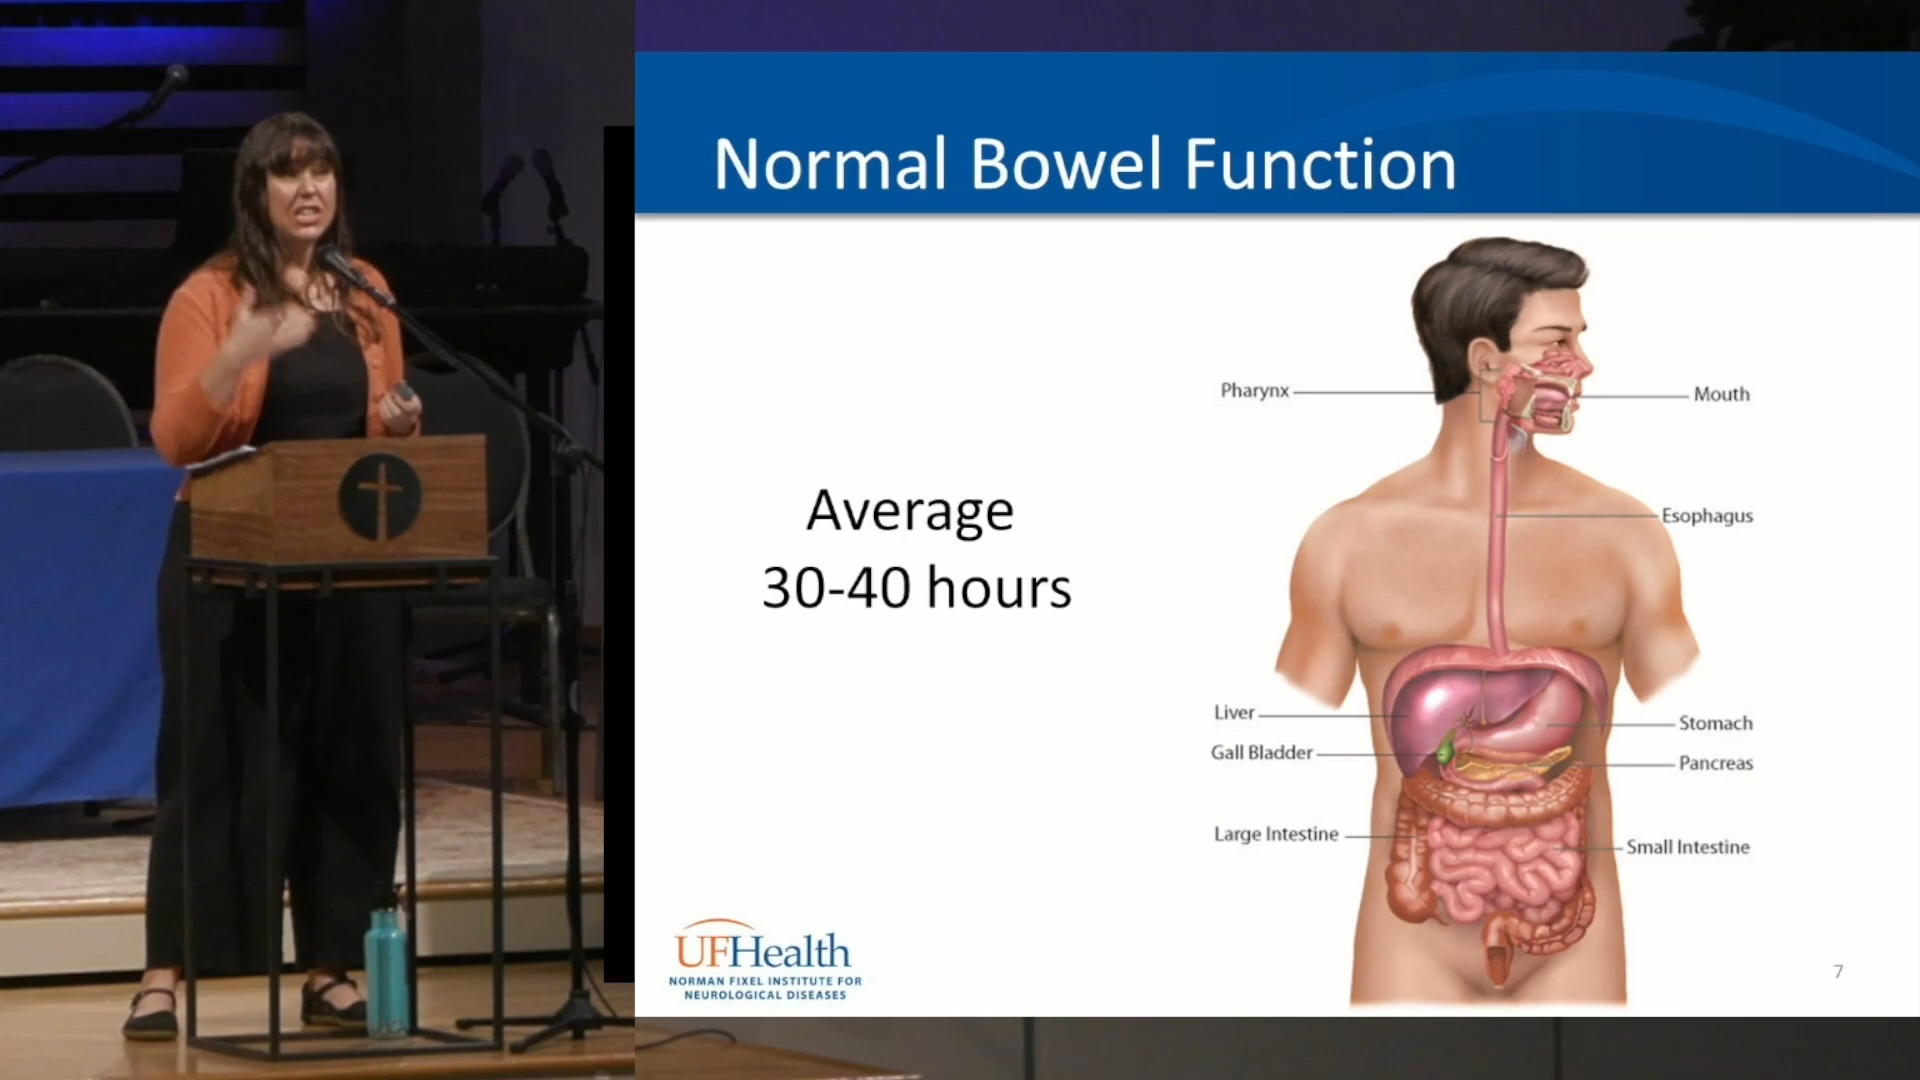 Normal Bowel Function
Average
30-40 hours
Pharynx
Mouth
Esophagus
Liver
Stomach
Gall Bladder
Pancreas
Large Intestine
Small Intestine
UFHealth
NORMAN FIXEL INSTITUTE FOR
NEUROLOGICAL DISEASES
7